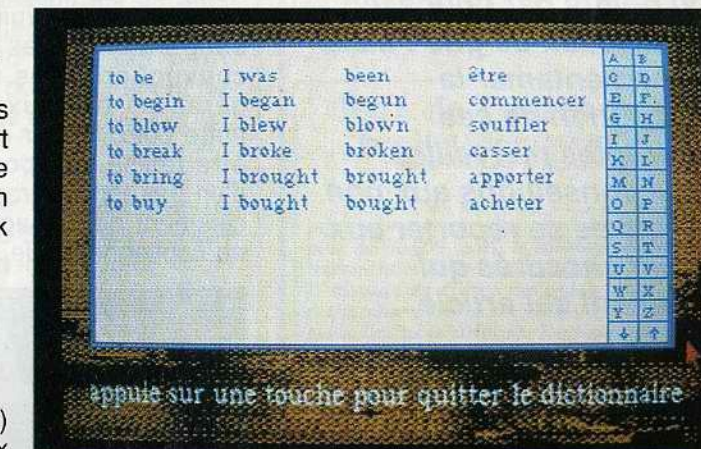 s
t
e
n
k
)
x
to be I was been être
to begin I began begun commencer
to blow I blew blown souffler
to break I broke broken casser
to bring I brought brought apporter
to buy I bought bought acheter
A B
C D
E F
G H
I J
K L
M N
O P
Q R
S T
U V
W X
Y Z
↓ ↑
appuie sur une touche pour quitter le dictionnaire